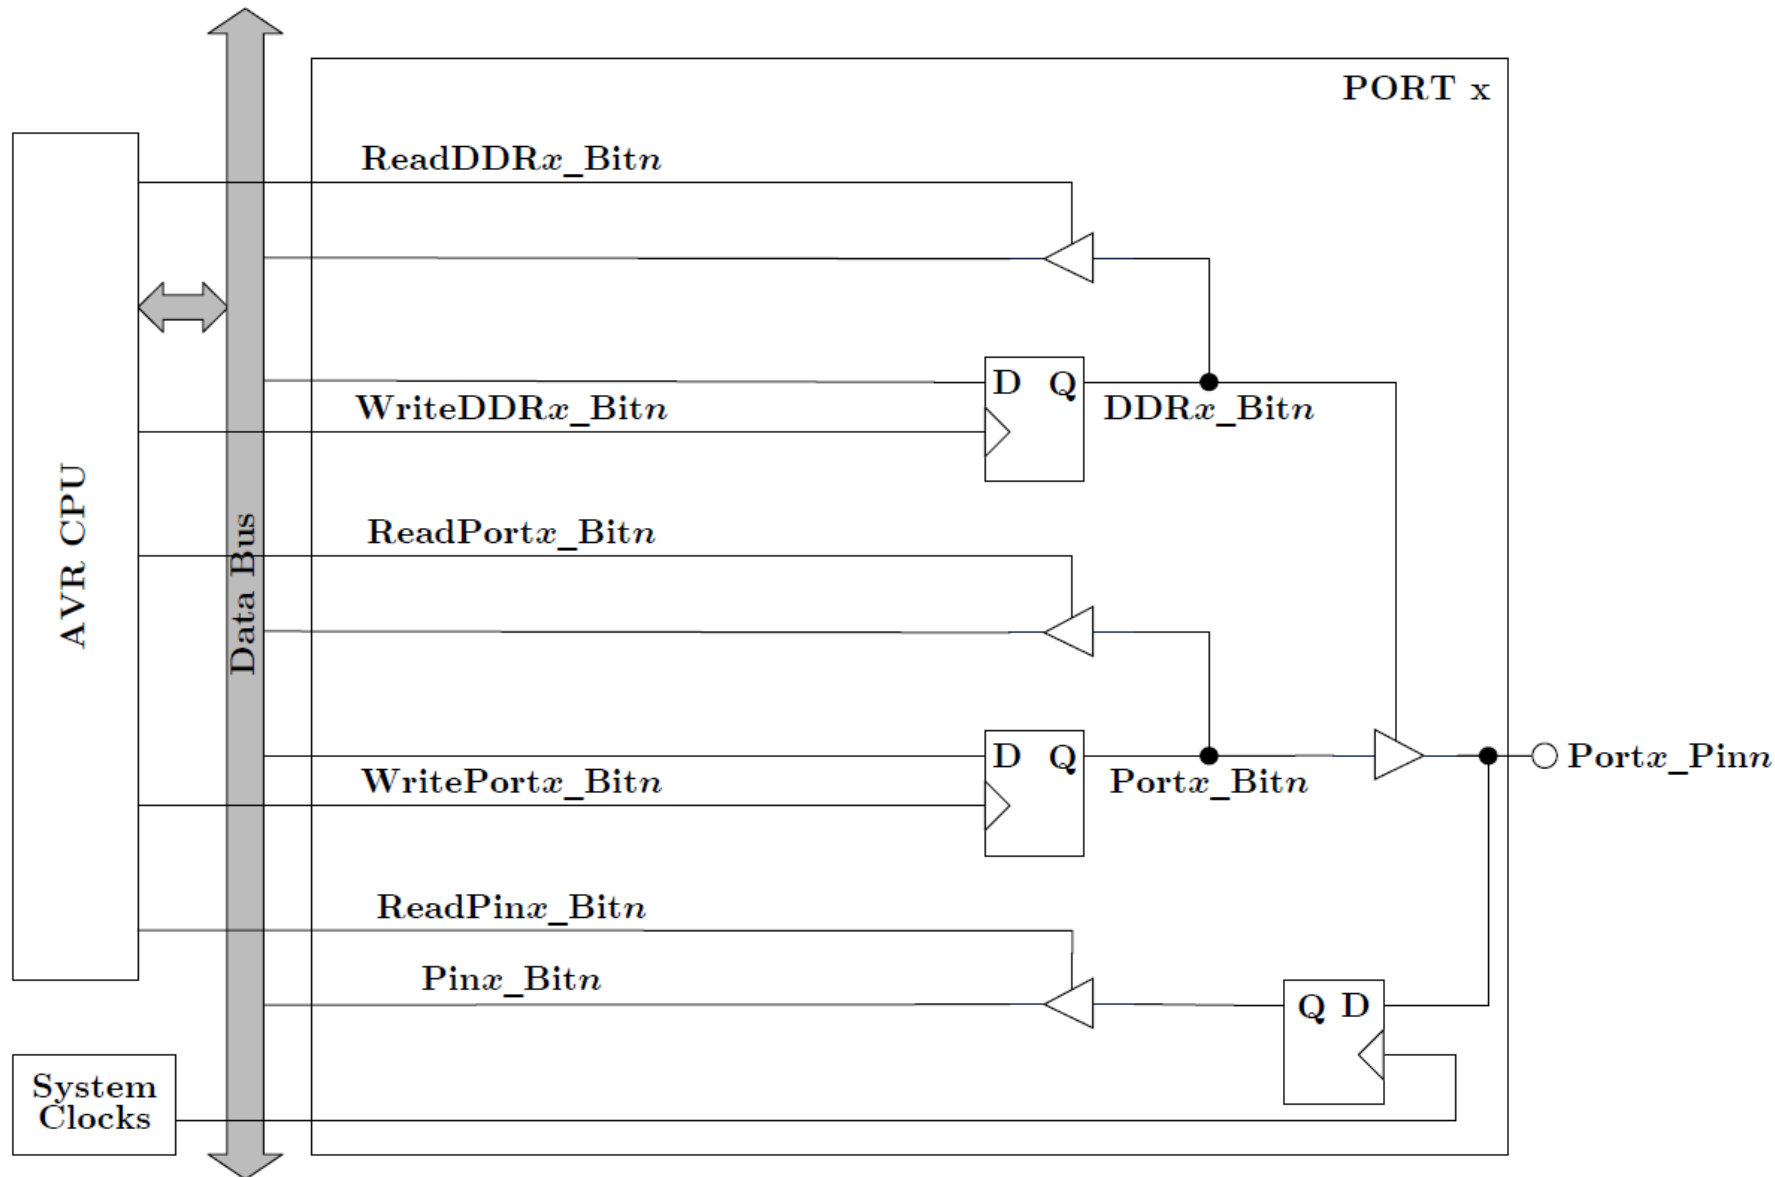 PORT x
ReadDDRx_Bitn
D Q
WriteDDRx_Bitn
DDRx_Bitn
AVR CPU
Data Bus
ReadPortx_Bitn
D Q
Portx_Pinn
WritePortx_Bitn
Portx_Bitn
ReadPinx_Bitn
Pinx_Bitn
Q D
System
Clocks